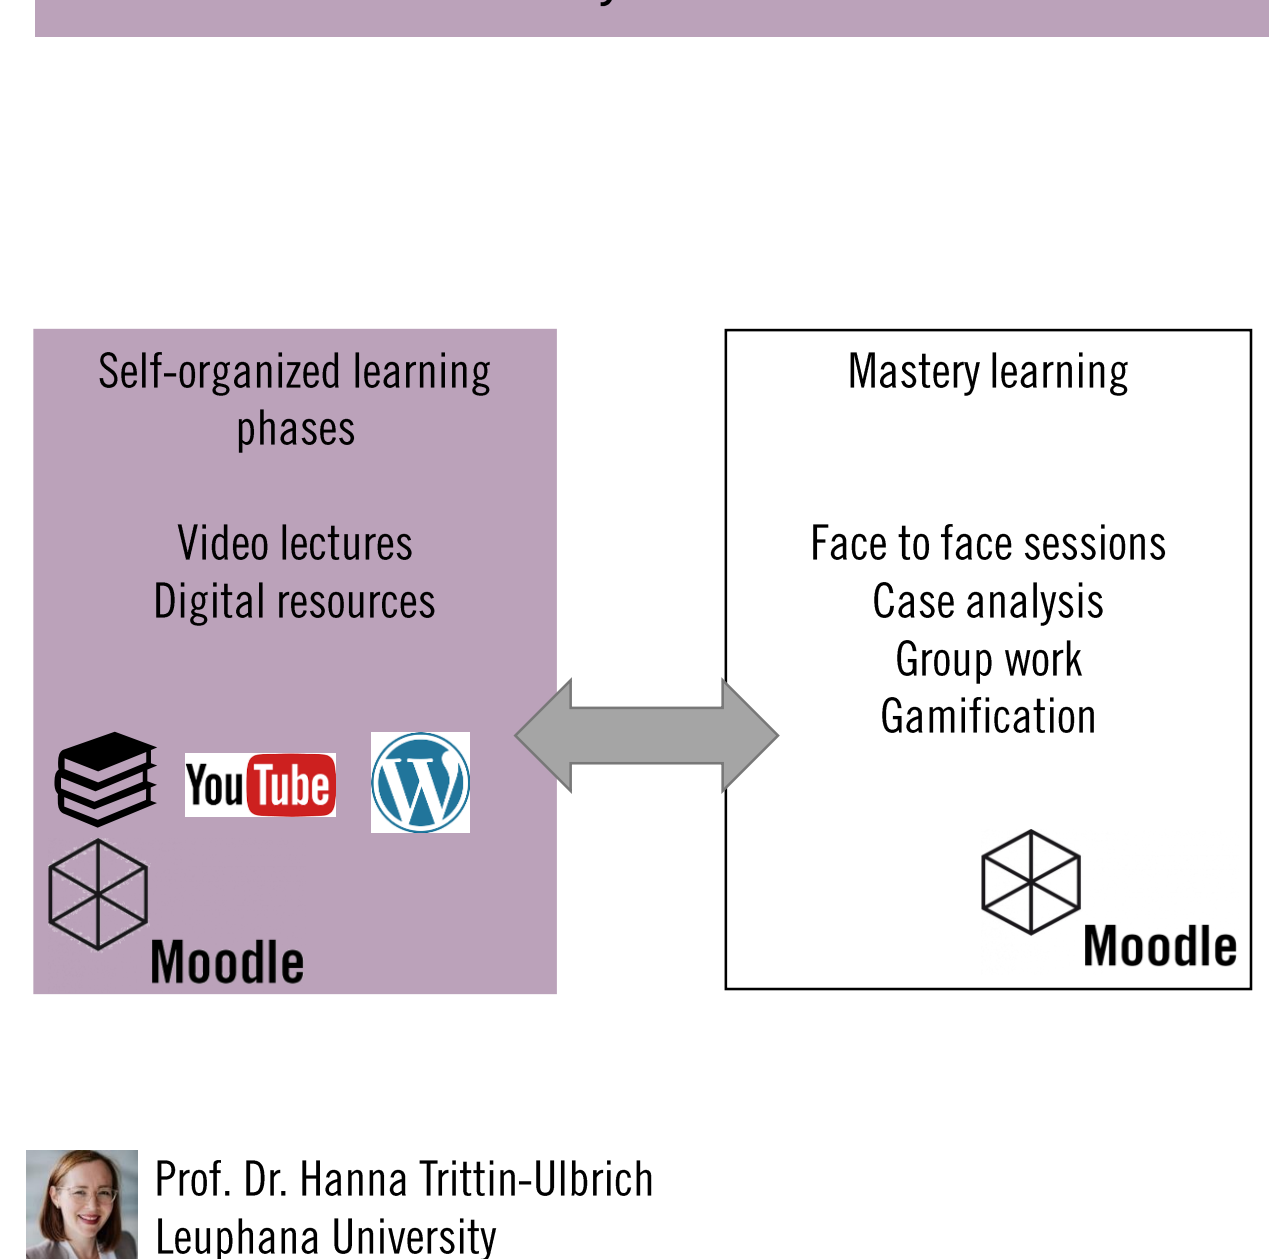 Self-organized learning
phases
Video lectures
Digital resources
YouTube
W
Moodle
Mastery learning
Face to face sessions
Case analysis
Group work
Gamification
Moodle
Prof. Dr. Hanna Trittin-Ulbrich
Leuphana University